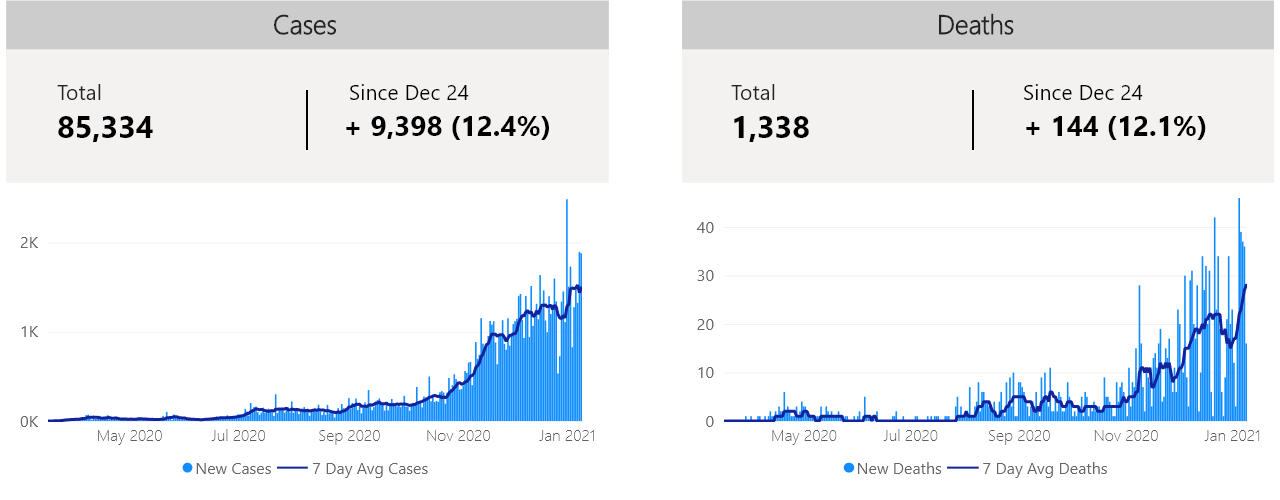 Cases
Total
85,334
Since Dec 24
+ 9,398 (12.4%)
2K
1K
0K
May 2020 Jul 2020 Sep 2020 Nov 2020 Jan 2021
New Cases 7 Day Avg Cases
Deaths
Total
1,338
Since Dec 24
+ 144 (12.1%)
40
30
20
10
0
May 2020 Jul 2020 Sep 2020 Nov 2020 Jan 2021
New Deaths 7 Day Avg Deaths